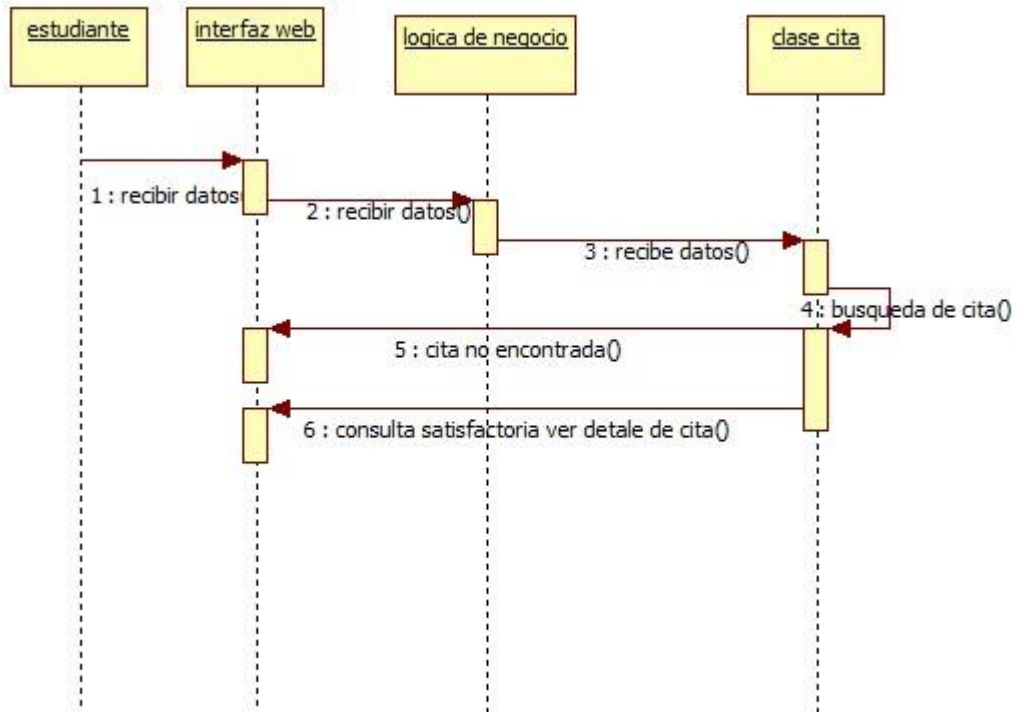 estudiante
interfaz web
logica de negocio
clase cita
1 : recibir datos(
2 : recibir datos()
3 : recibe datos()
4 : busqueda de cita()
5 : cita no encontrada()
6 : consulta satisfactoria ver detale de cita()